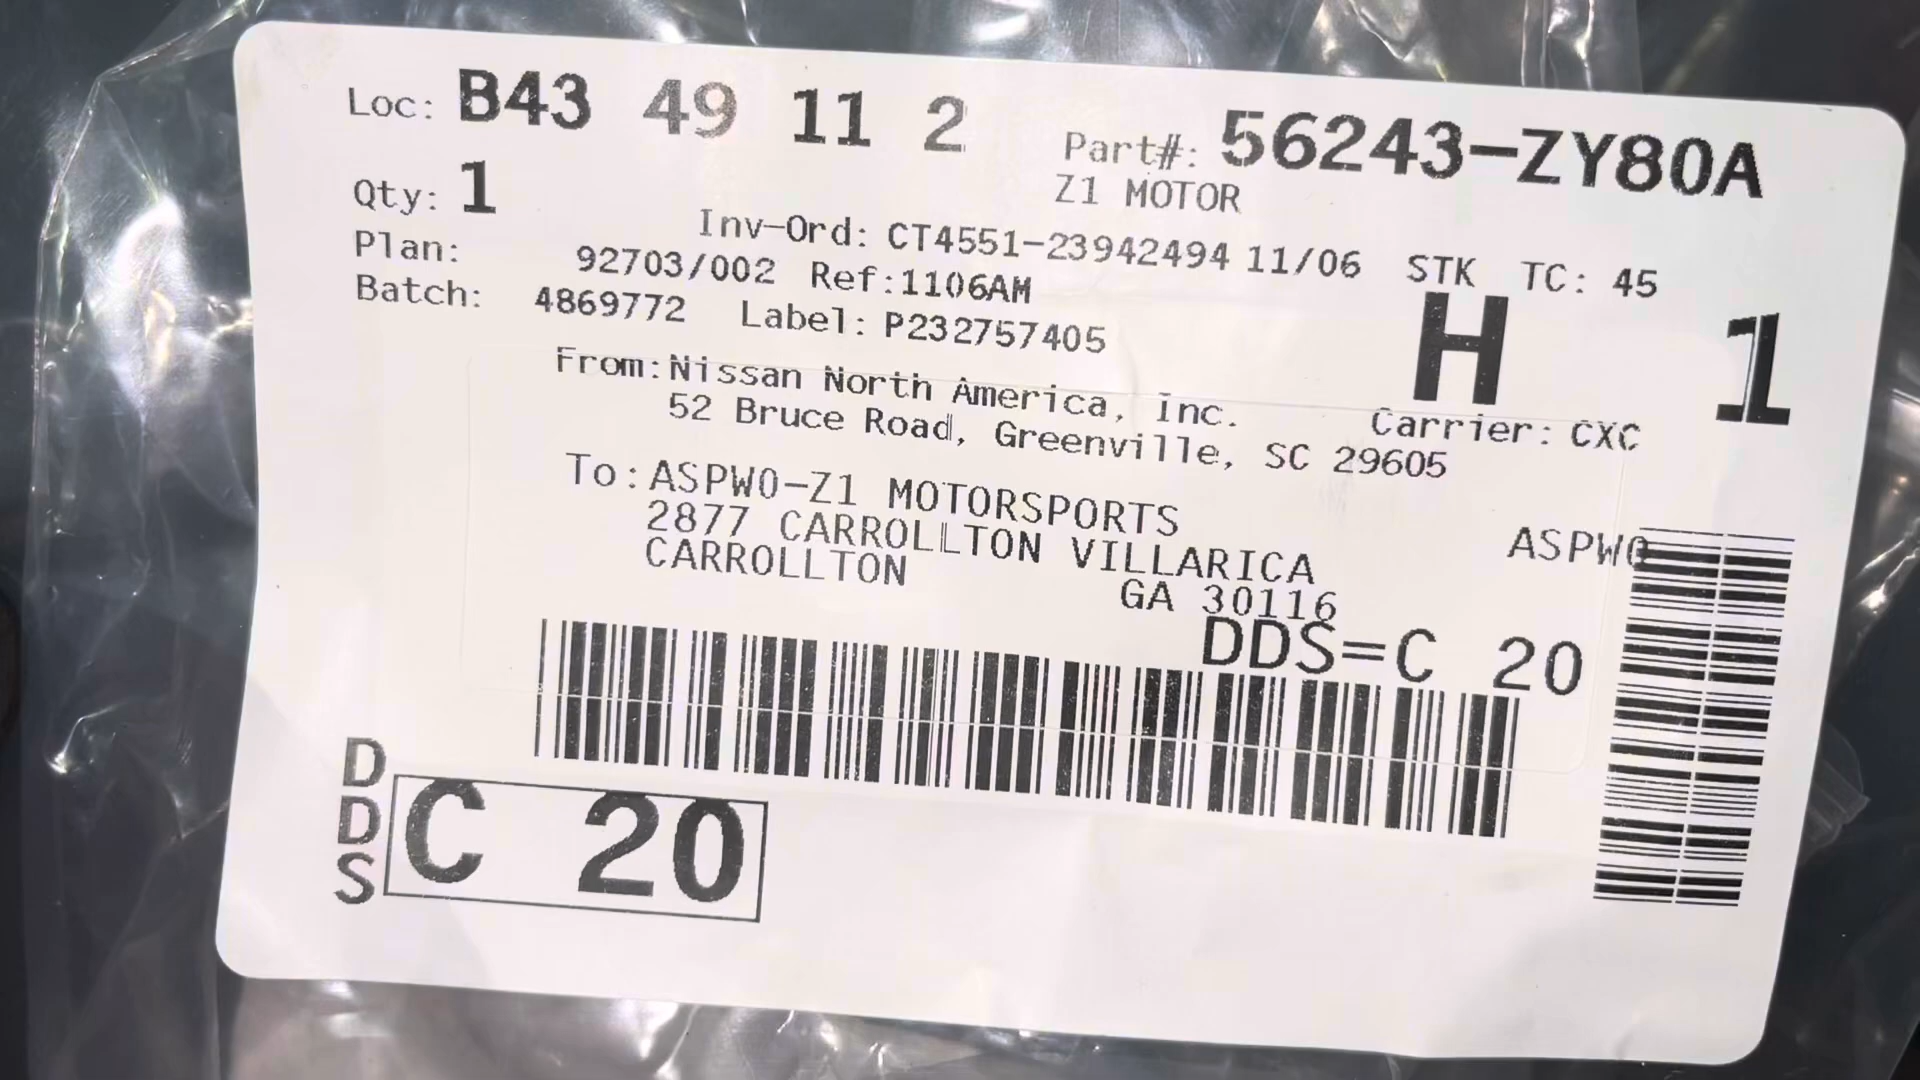 Loc: B43 49 11 2 Part#: 56243-ZY80A
Qty: 1 Z1 MOTOR
Inv-Ord: CT4551-23942494 11/06 STK TC: 45
Plan: 92703/002 Ref:1106AM
Batch: 4869772 Label: P232757405
H 1
From:Nissan North America, Inc.
52 Bruce Road, Greenville, SC 29605
Carrier: CXC
To:ASPW0-Z1 MOTORSPORTS
2877 CARROLLTON VILLARICA
CARROLLTON GA 30116
ASPW0
DDS=C 20
DDS
C 20